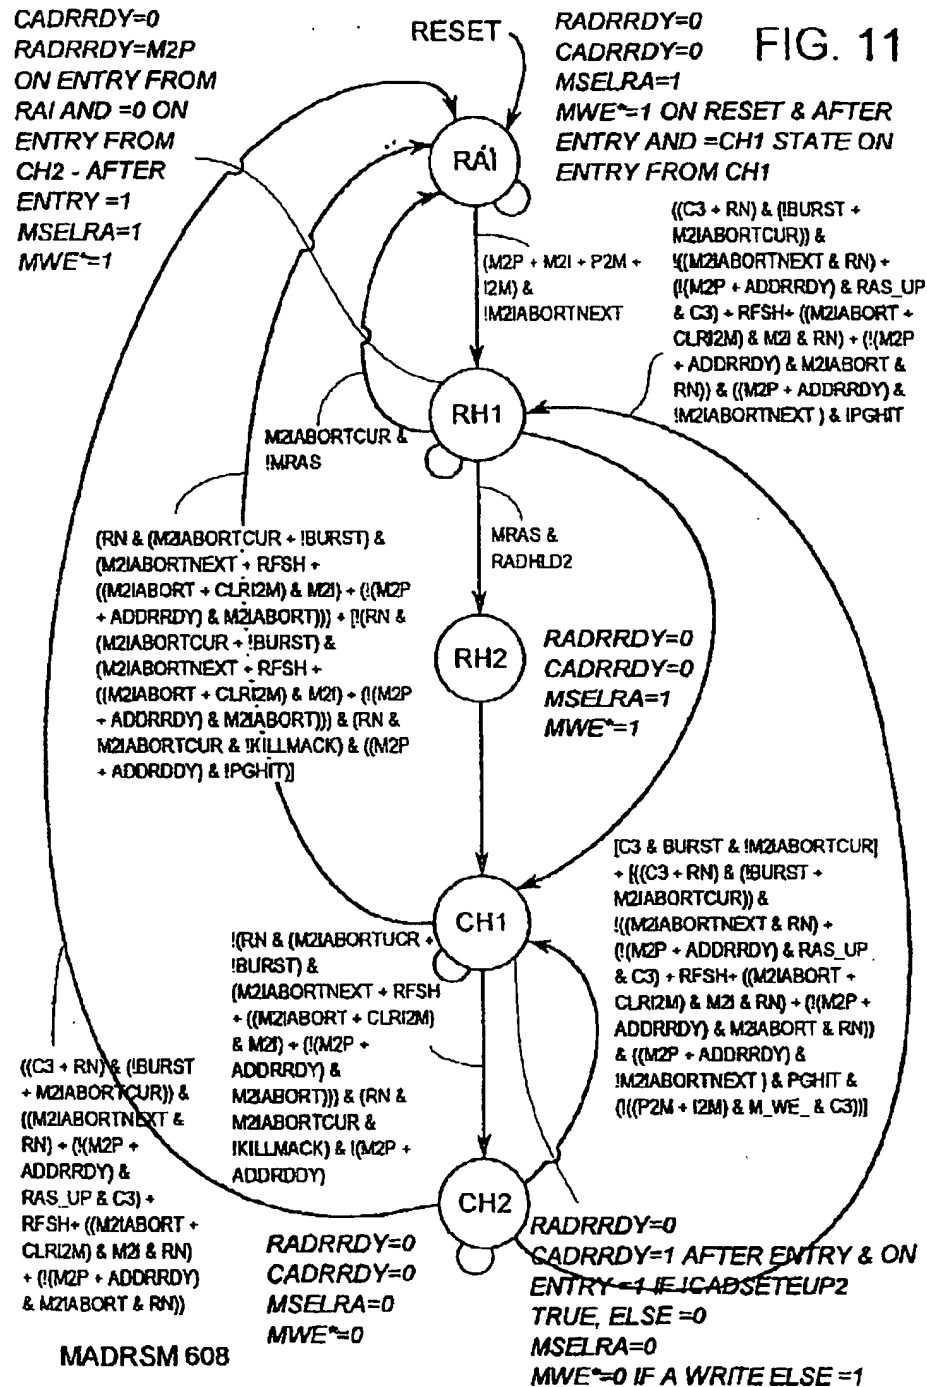 CADRRDY=0
RADRRDY=M2P
ON ENTRY FROM
RAI AND =0 ON
ENTRY FROM
CH2 - AFTER
ENTRY =1
MSELRA=1
MWE*=1
RESET
RADRRDY=0
CADRRDY=0
MSELRA=1
MWE*=1 ON RESET & AFTER
ENTRY AND =CH1 STATE ON
ENTRY FROM CH1
FIG. 11
RAI
(M2P + M2I + P2M +
I2M) &
!M2IABORTNEXT
((C3 + RN) & (!BURST +
M2IABORTCUR)) &
!((M2IABORTNEXT & RN) +
(!(M2P + ADDRRDY) & RAS_UP
& C3) + RFSH+ ((M2IABORT +
CLRI2M) & M2I & RN) + (!(M2P
+ ADDRRDY) & M2IABORT &
RN)) & ((M2P + ADDRRDY) &
!M2IABORTNEXT ) & !PGHIT
RH1
M2IABORTCUR &
!MRAS
MRAS &
RADHLD2
(RN & (M2IABORTCUR + !BURST) &
(M2IABORTNEXT + RFSH +
((M2IABORT + CLRI2M) & M2I) + (!(M2P
+ ADDRRDY) & M2IABORT))) + [!(RN &
(M2IABORTCUR + !BURST) &
(M2IABORTNEXT + RFSH +
((M2IABORT + CLRI2M) & M2I) + (!(M2P
+ ADDRRDY) & M2IABORT))) & (RN &
M2IABORTCUR & !KILLMACK) & ((M2P
+ ADDRDDY) & !PGHIT)]
RH2
RADRRDY=0
CADRRDY=0
MSELRA=1
MWE*=1
CH1
[C3 & BURST & !M2IABORTCUR]
+ [((C3 + RN) & (!BURST +
M2IABORTCUR)) &
!((M2IABORTNEXT & RN) +
(!(M2P + ADDRRDY) & RAS_UP
& C3) + RFSH+ ((M2IABORT +
CLRI2M) & M2I & RN) + (!(M2P +
ADDRRDY) & M2IABORT & RN))
& ((M2P + ADDRRDY) &
!M2IABORTNEXT ) & PGHIT &
(!((P2M + I2M) & M_WE_ & C3))]
!(RN & (M2IABORTUCR +
!BURST) &
(M2IABORTNEXT + RFSH
+ ((M2IABORT + CLRI2M)
& M2I) + (!(M2P +
ADDRRDY) &
M2IABORT))) & (RN &
M2IABORTCUR &
!KILLMACK) & !(M2P +
ADDRDDY)
((C3 + RN) & (!BURST
+ M2IABORTCUR)) &
((M2IABORTNEXT &
RN) + (!(M2P +
ADDRRDY) &
RAS_UP & C3) +
RFSH+ ((M2IABORT +
CLRI2M) & M2I & RN)
+ (!(M2P + ADDRRDY)
& M2IABORT & RN))
CH2
RADRRDY=0
CADRRDY=0
MSELRA=0
MWE*=0
RADRRDY=0
CADRRDY=1 AFTER ENTRY & ON
ENTRY =1 IF !CADSETEUP2
TRUE, ELSE =0
MSELRA=0
MWE*=0 IF A WRITE ELSE =1
MADRSM 608